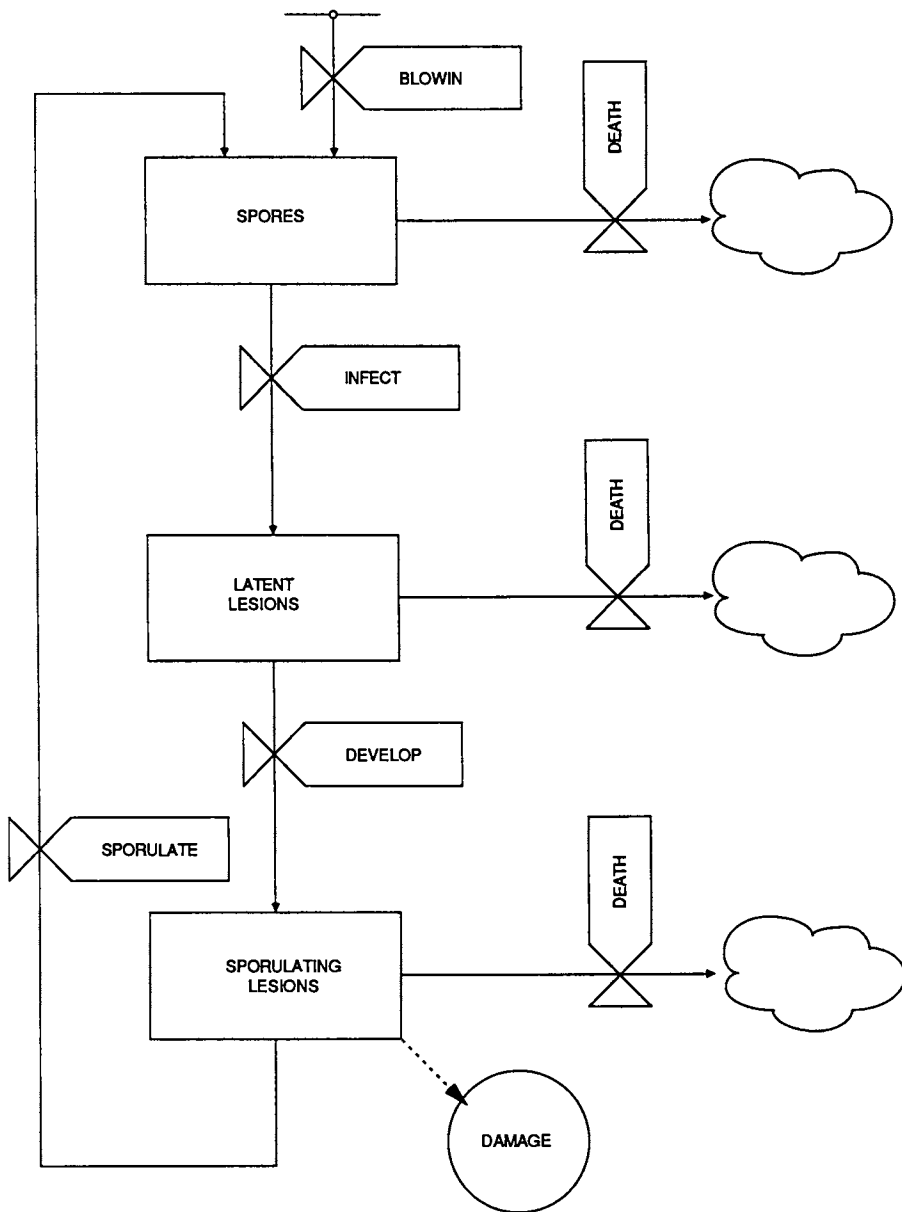 BLOWIN
DEATH
SPORES
INFECT
DEATH
LATENT
LESIONS
DEVELOP
SPORULATE
DEATH
SPORULATING
LESIONS
DAMAGE